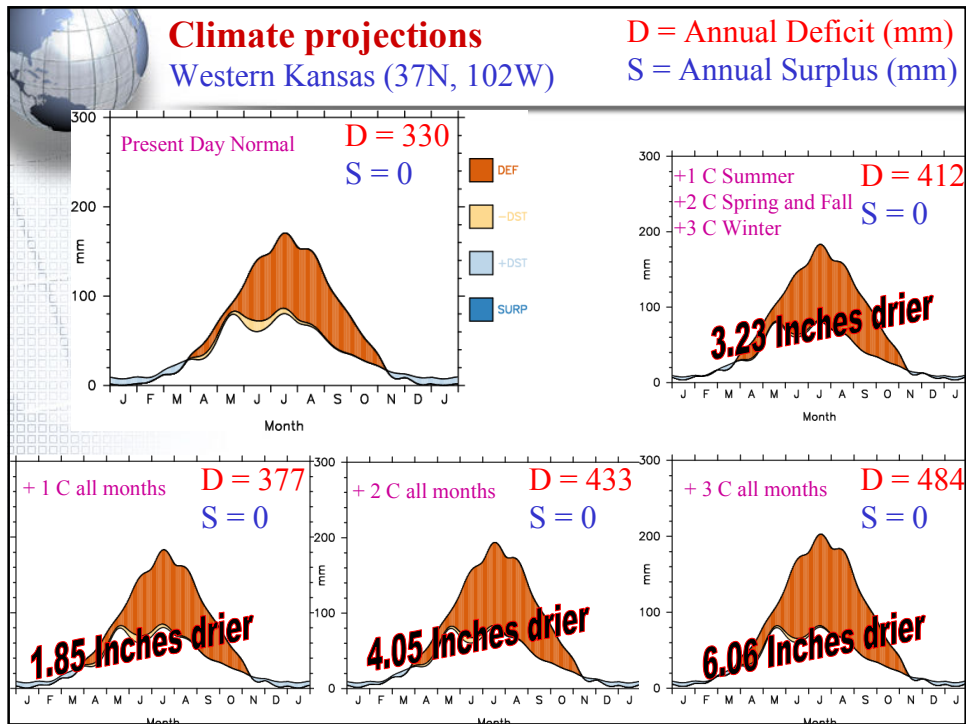 Climate projections
Western Kansas (37N, 102W)
D = Annual Deficit (mm)
S = Annual Surplus (mm)
300
200
100
0
mm
Present Day Normal
D = 330
S = 0
J F M A M J J A S O N D J
Month
DEF
-DST
+DST
SURP
300
200
100
0
mm
+1 C Summer
+2 C Spring and Fall
+3 C Winter
D = 412
S = 0
3.23 Inches drier
J F M A M J J A S O N D J
Month
+ 1 C all months
D = 377
S = 0
1.85 Inches drier
J F M A M J J A S O N D J
Month
300
200
100
0
mm
+ 2 C all months
D = 433
S = 0
4.05 Inches drier
J F M A M J J A S O N D J
Month
300
200
100
0
mm
+ 3 C all months
D = 484
S = 0
6.06 Inches drier
J F M A M J J A S O N D J
Month